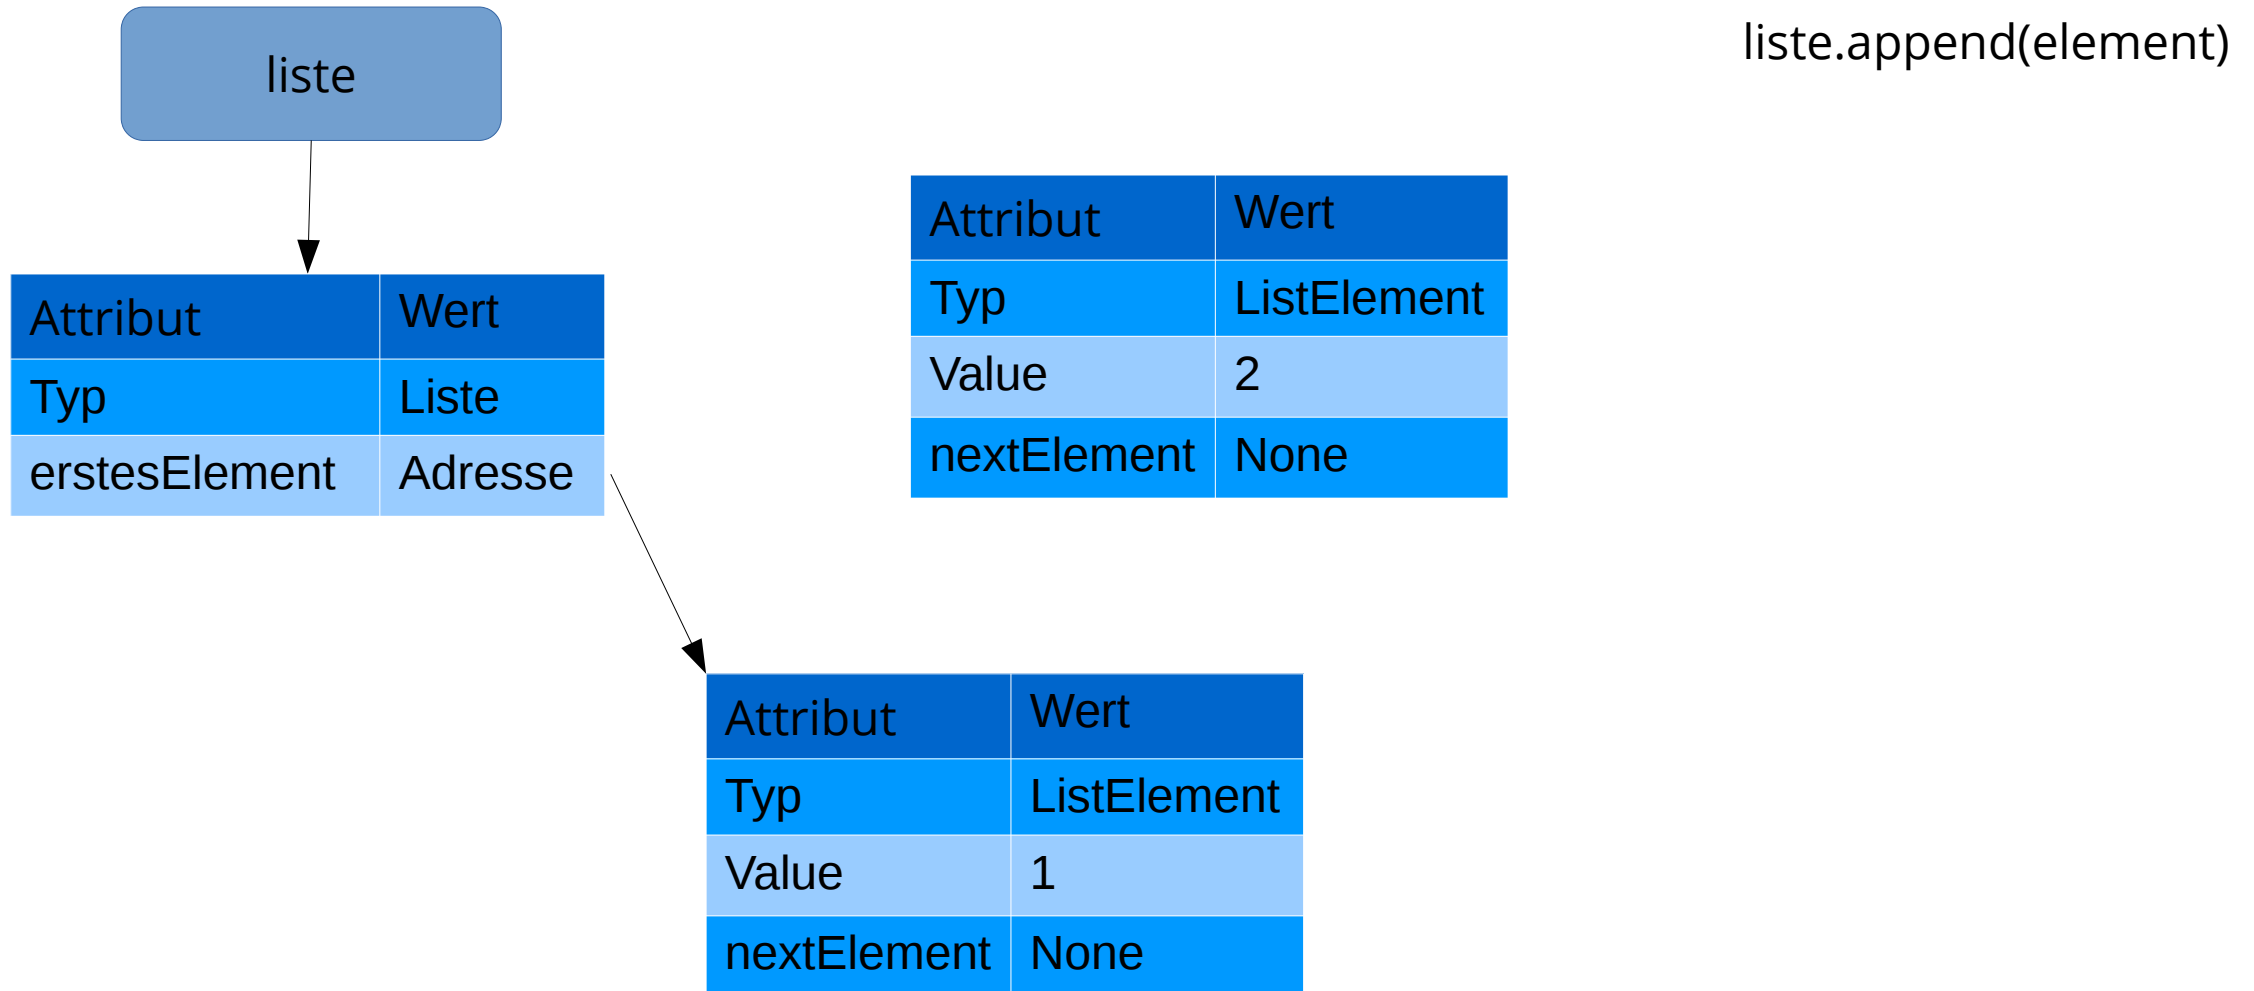 liste
liste.append(element)
Attribut Wert
Typ ListElement
Value 2
nextElement None
Attribut Wert
Typ Liste
erstesElement Adresse
Attribut Wert
Typ ListElement
Value 1
nextElement None